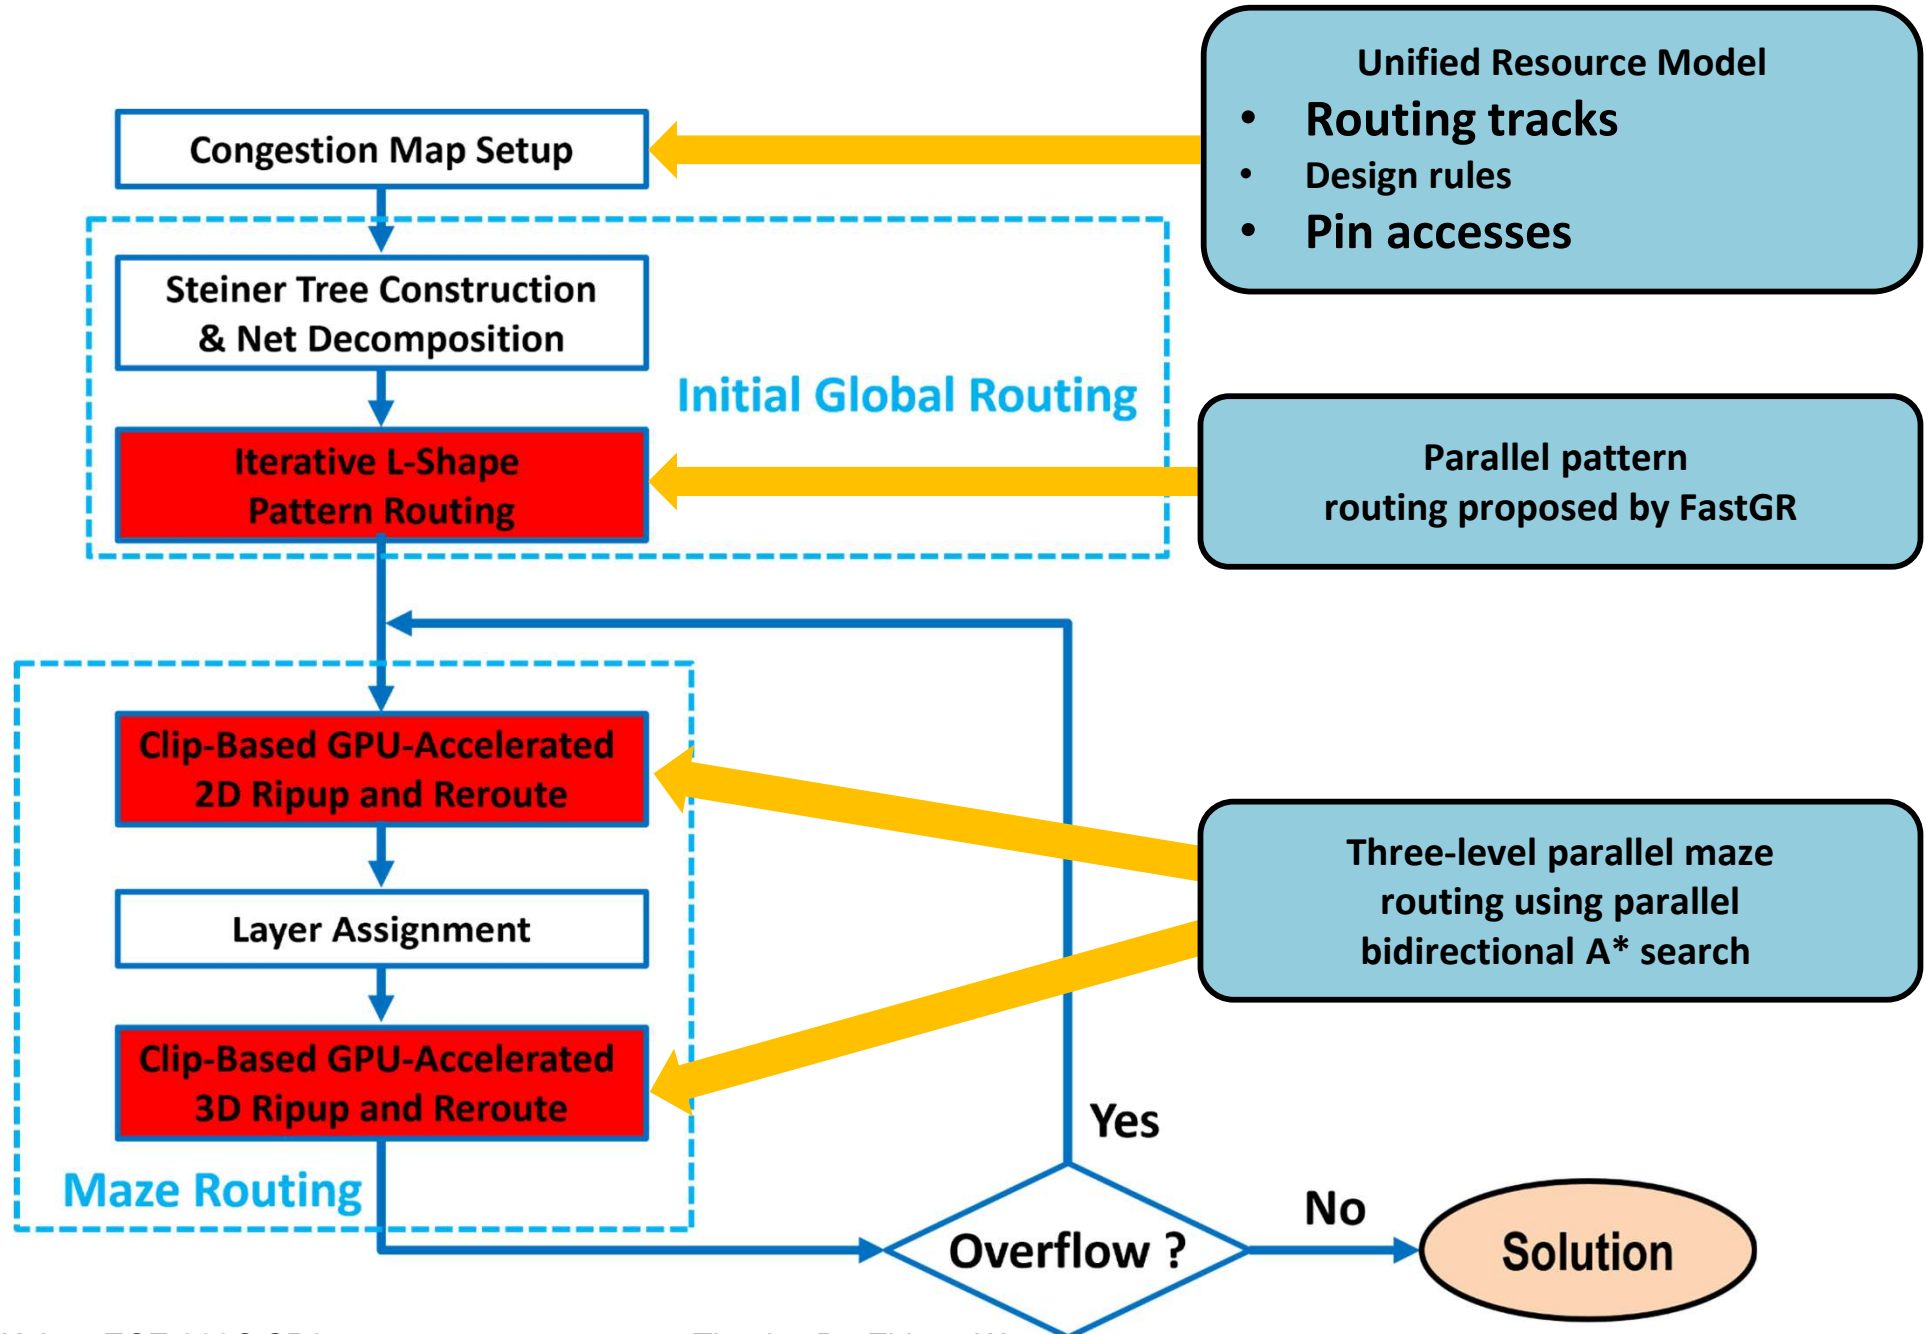 Unified Resource Model
• Routing tracks
• Design rules
• Pin accesses
Congestion Map Setup
Steiner Tree Construction
& Net Decomposition
Initial Global Routing
Iterative L-Shape
Pattern Routing
Parallel pattern
routing proposed by FastGR
Clip-Based GPU-Accelerated
2D Ripup and Reroute
Layer Assignment
Three-level parallel maze
routing using parallel
bidirectional A* search
Clip-Based GPU-Accelerated
3D Ripup and Reroute
Maze Routing
Yes
Overflow ?
No
Solution